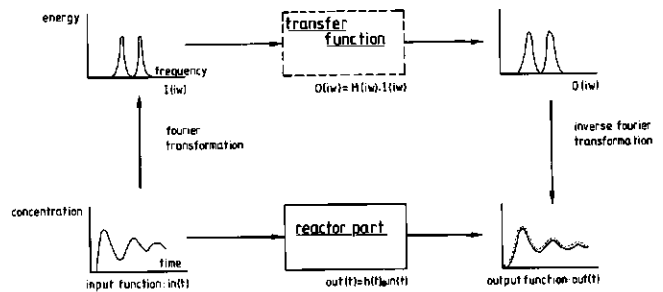 energy
transfer
function
frequency
I(iw)
O(iw)= H(iw).I(iw)
O(iw)
fourier
transformation
inverse fourier
transformation
concentration
time
reactor part
input function:in(t)
out(t)=h(t)⊗in(t)
output function:out(t)